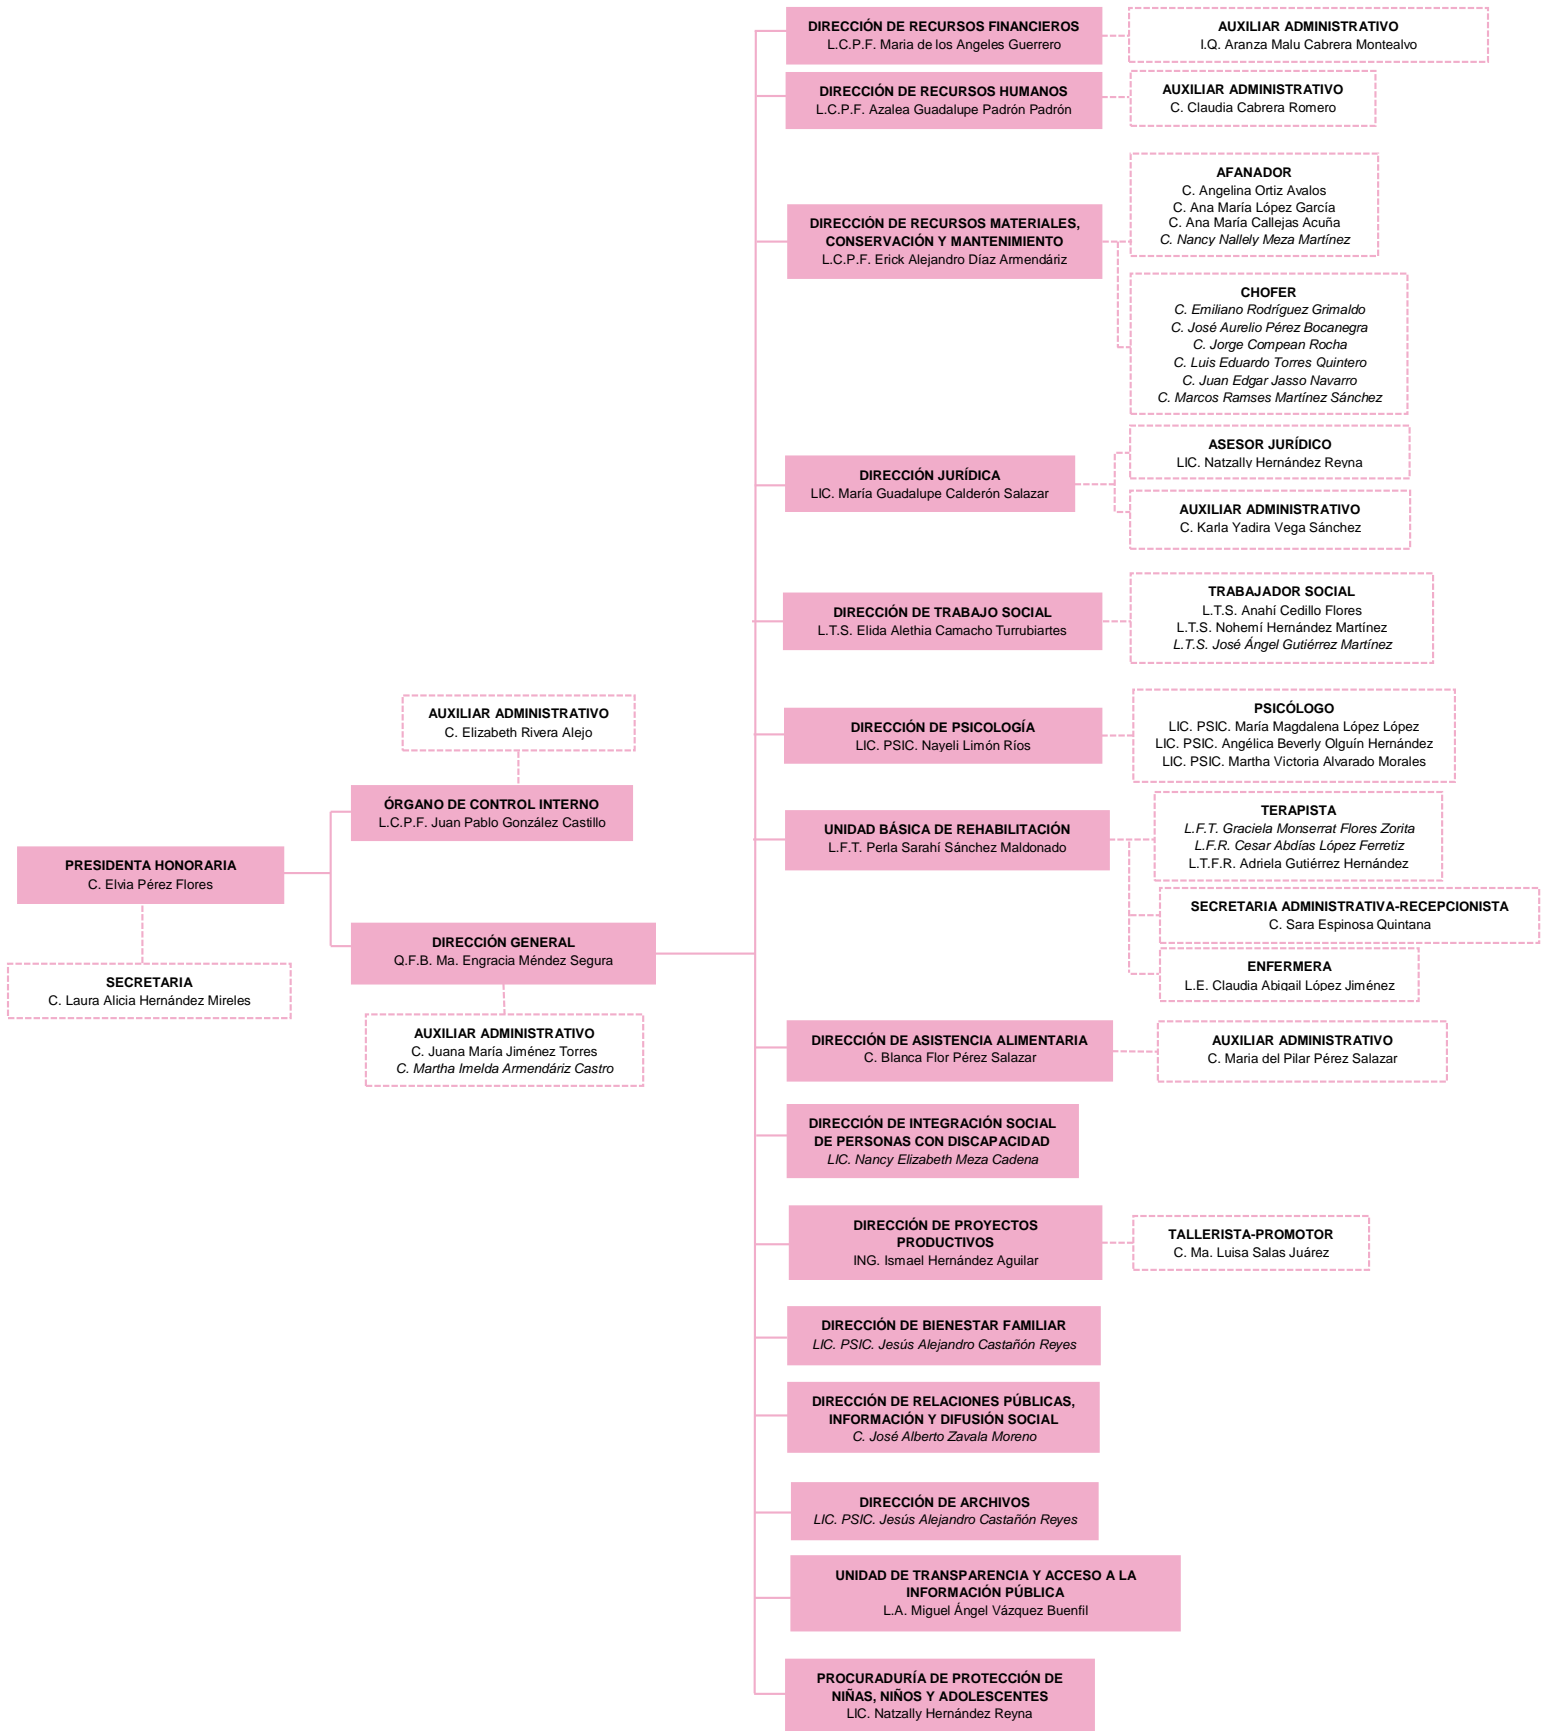 PRESIDENTA HONORARIA
C. Elvia Pérez Flores
SECRETARIA
C. Laura Alicia Hernández Mireles
AUXILIAR ADMINISTRATIVO
C. Elizabeth Rivera Alejo
ÓRGANO DE CONTROL INTERNO
L.C.P.F. Juan Pablo González Castillo
DIRECCIÓN GENERAL
Q.F.B. Ma. Engracia Méndez Segura
AUXILIAR ADMINISTRATIVO
C. Juana María Jiménez Torres
C. Martha Imelda Armendáriz Castro
DIRECCIÓN DE RECURSOS FINANCIEROS
L.C.P.F. Maria de los Angeles Guerrero
AUXILIAR ADMINISTRATIVO
I.Q. Aranza Malu Cabrera Montealvo
DIRECCIÓN DE RECURSOS HUMANOS
L.C.P.F. Azalea Guadalupe Padrón Padrón
AUXILIAR ADMINISTRATIVO
C. Claudia Cabrera Romero
DIRECCIÓN DE RECURSOS MATERIALES,
CONSERVACIÓN Y MANTENIMIENTO
L.C.P.F. Erick Alejandro Díaz Armendáriz
AFANADOR
C. Angelina Ortiz Avalos
C. Ana María López García
C. Ana María Callejas Acuña
C. Nancy Nallely Meza Martínez
CHOFER
C. Emiliano Rodríguez Grimaldo
C. José Aurelio Pérez Bocanegra
C. Jorge Compean Rocha
C. Luis Eduardo Torres Quintero
C. Juan Edgar Jasso Navarro
C. Marcos Ramses Martínez Sánchez
DIRECCIÓN JURÍDICA
LIC. María Guadalupe Calderón Salazar
ASESOR JURÍDICO
LIC. Natzally Hernández Reyna
AUXILIAR ADMINISTRATIVO
C. Karla Yadira Vega Sánchez
DIRECCIÓN DE TRABAJO SOCIAL
L.T.S. Elida Alethia Camacho Turrubiartes
TRABAJADOR SOCIAL
L.T.S. Anahí Cedillo Flores
L.T.S. Nohemí Hernández Martínez
L.T.S. José Ángel Gutiérrez Martínez
DIRECCIÓN DE PSICOLOGÍA
LIC. PSIC. Nayeli Limón Ríos
PSICÓLOGO
LIC. PSIC. María Magdalena López López
LIC. PSIC. Angélica Beverly Olguín Hernández
LIC. PSIC. Martha Victoria Alvarado Morales
UNIDAD BÁSICA DE REHABILITACIÓN
L.F.T. Perla Sarahí Sánchez Maldonado
TERAPISTA
L.F.T. Graciela Monserrat Flores Zorita
L.F.R. Cesar Abdías López Ferretiz
L.T.F.R. Adriela Gutiérrez Hernández
SECRETARIA ADMINISTRATIVA-RECEPCIONISTA
C. Sara Espinosa Quintana
ENFERMERA
L.E. Claudia Abigail López Jiménez
DIRECCIÓN DE ASISTENCIA ALIMENTARIA
C. Blanca Flor Pérez Salazar
AUXILIAR ADMINISTRATIVO
C. Maria del Pilar Pérez Salazar
DIRECCIÓN DE INTEGRACIÓN SOCIAL
DE PERSONAS CON DISCAPACIDAD
LIC. Nancy Elizabeth Meza Cadena
DIRECCIÓN DE PROYECTOS
PRODUCTIVOS
ING. Ismael Hernández Aguilar
TALLERISTA-PROMOTOR
C. Ma. Luisa Salas Juárez
DIRECCIÓN DE BIENESTAR FAMILIAR
LIC. PSIC. Jesús Alejandro Castañón Reyes
DIRECCIÓN DE RELACIONES PÚBLICAS,
INFORMACIÓN Y DIFUSIÓN SOCIAL
C. José Alberto Zavala Moreno
DIRECCIÓN DE ARCHIVOS
LIC. PSIC. Jesús Alejandro Castañón Reyes
UNIDAD DE TRANSPARENCIA Y ACCESO A LA
INFORMACIÓN PÚBLICA
L.A. Miguel Ángel Vázquez Buenfil
PROCURADURÍA DE PROTECCIÓN DE
NIÑAS, NIÑOS Y ADOLESCENTES
LIC. Natzally Hernández Reyna